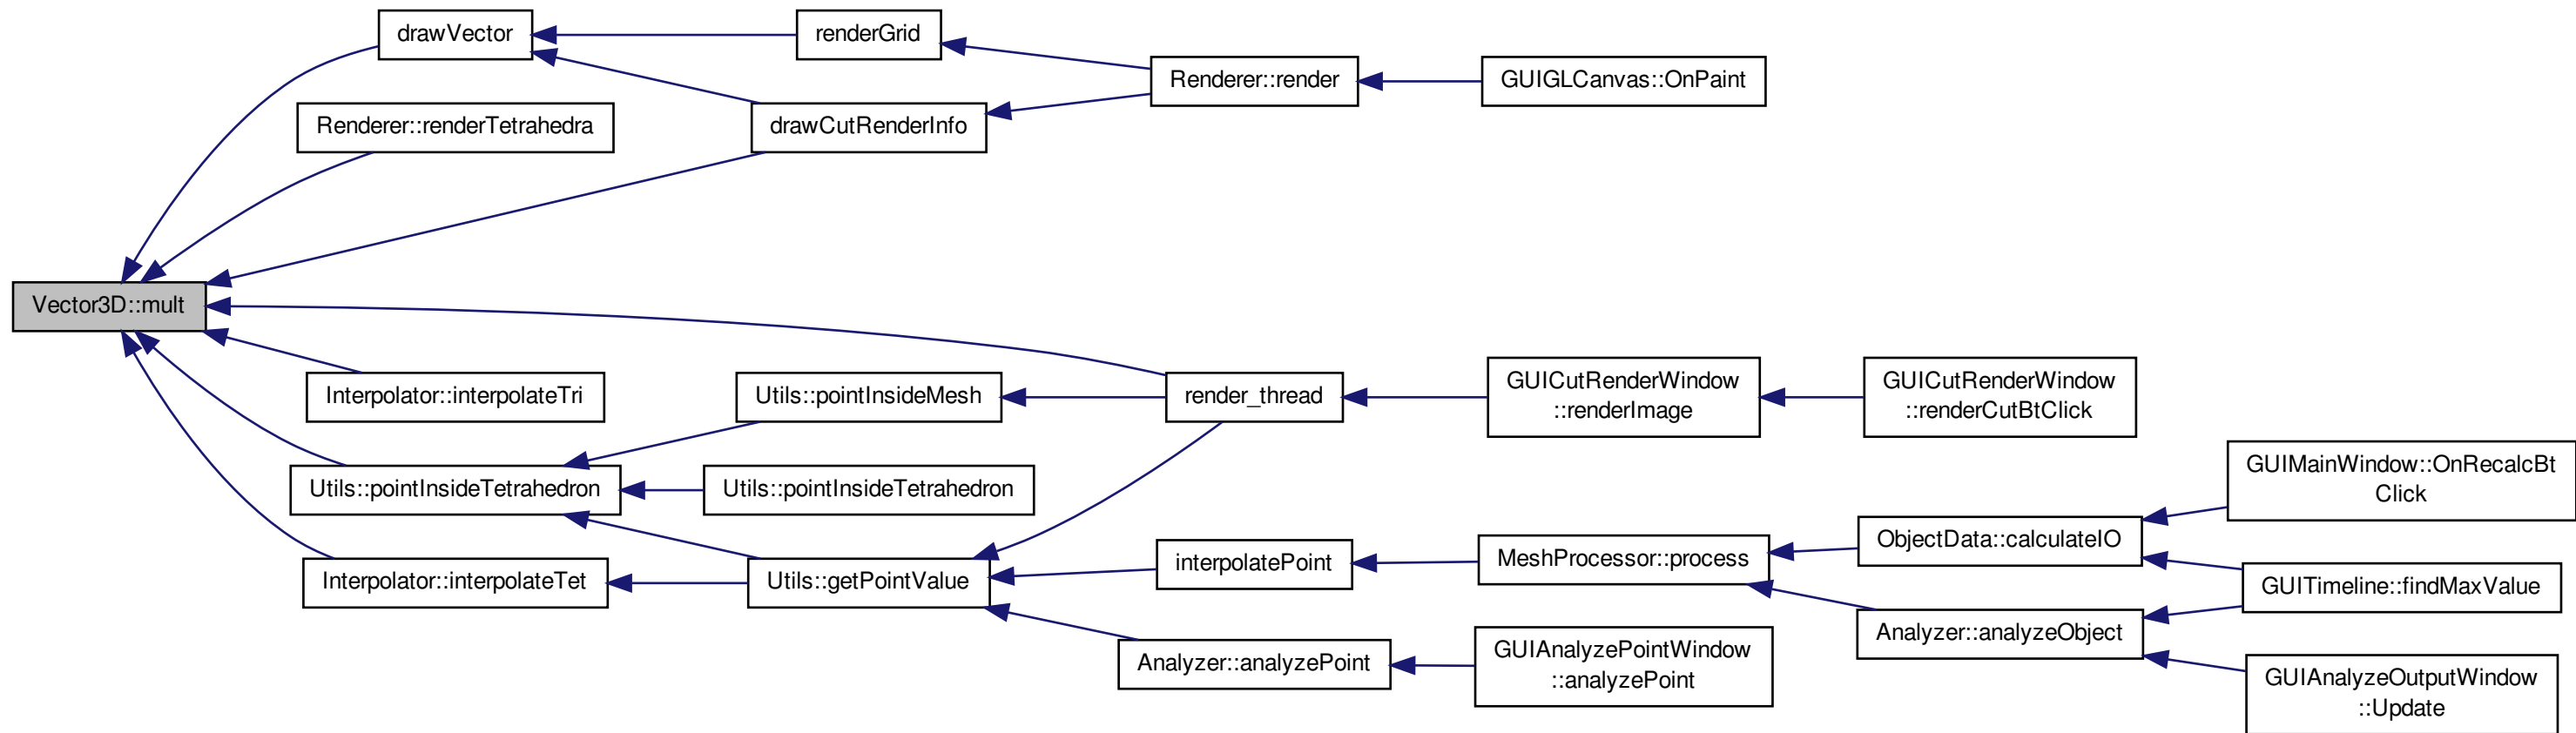 drawVector
renderGrid
Renderer::render
GUIGLCanvas::OnPaint
Renderer::renderTetrahedra
drawCutRenderInfo
Vector3D::mult
Interpolator::interpolateTri
Utils::pointInsideMesh
render_thread
GUICutRenderWindow
::renderImage
GUICutRenderWindow
::renderCutBtClick
Utils::pointInsideTetrahedron
Utils::pointInsideTetrahedron
GUIMainWindow::OnRecalcBt
Click
Interpolator::interpolateTet
Utils::getPointValue
interpolatePoint
MeshProcessor::process
ObjectData::calculateIO
GUITimeline::findMaxValue
Analyzer::analyzePoint
GUIAnalyzePointWindow
::analyzePoint
Analyzer::analyzeObject
GUIAnalyzeOutputWindow
::Update